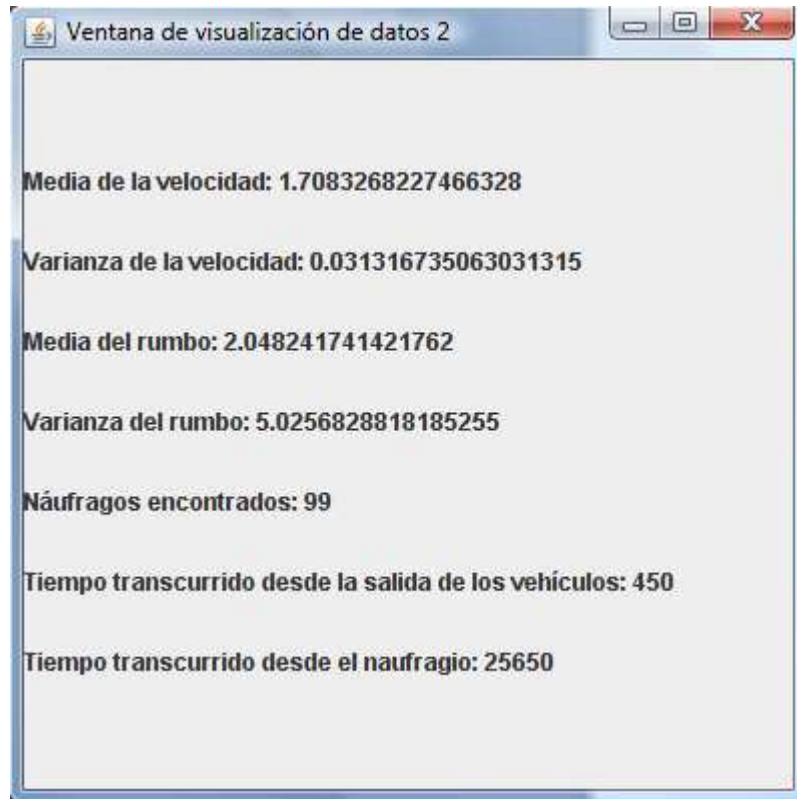 Ventana de visualización de datos 2
Media de la velocidad: 1.7083268227466328
Varianza de la velocidad: 0.031316735063031315
Media del rumbo: 2.048241741421762
Varianza del rumbo: 5.0256828818185255
Náufragos encontrados: 99
Tiempo transcurrido desde la salida de los vehículos: 450
Tiempo transcurrido desde el naufragio: 25650